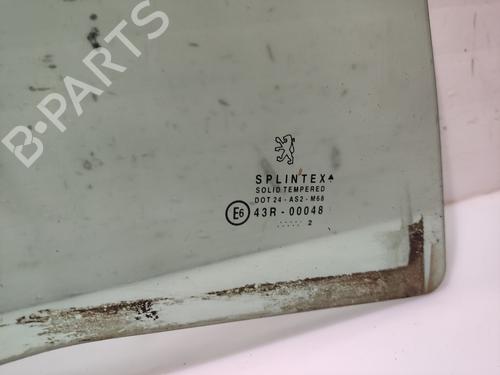 B-PARTS
SPLINTEX
SOLID TEMPERED
DOT 24 - AS2 - M68
E6 43R - 00048
..... 2
.....